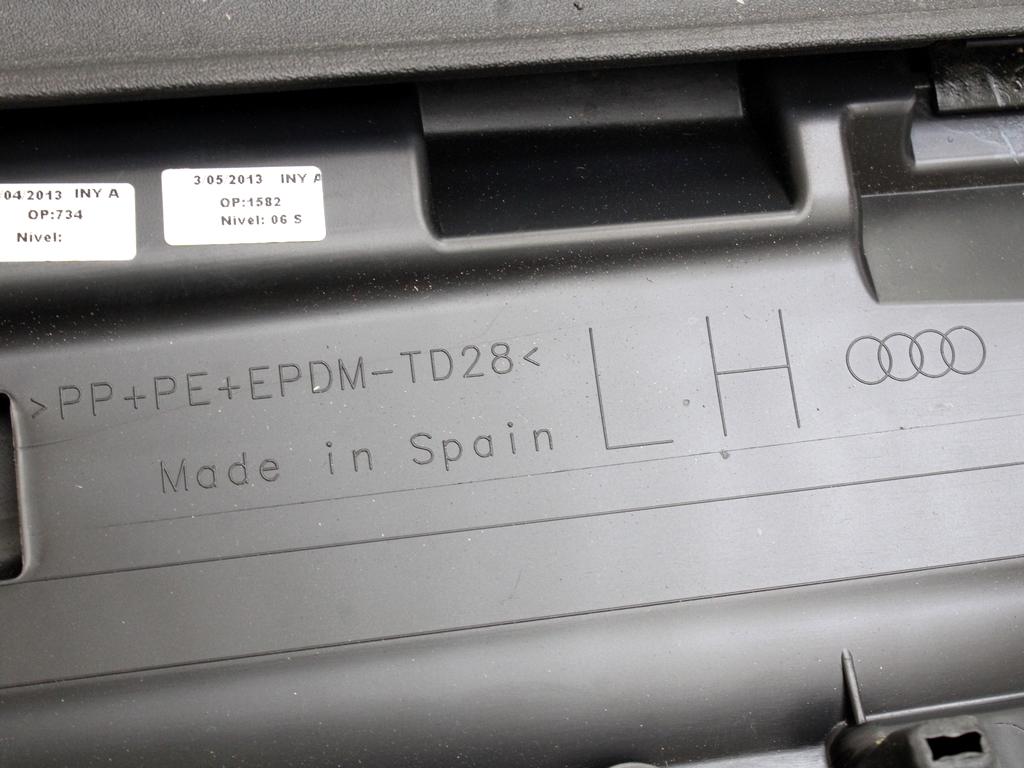 04/2013 INY A
OP:734
Nivel:
3/05 2013 INY A
OP:1582
Nivel: 06 S
>PP+PE+EPDM-TD28<
Made in Spain
LH